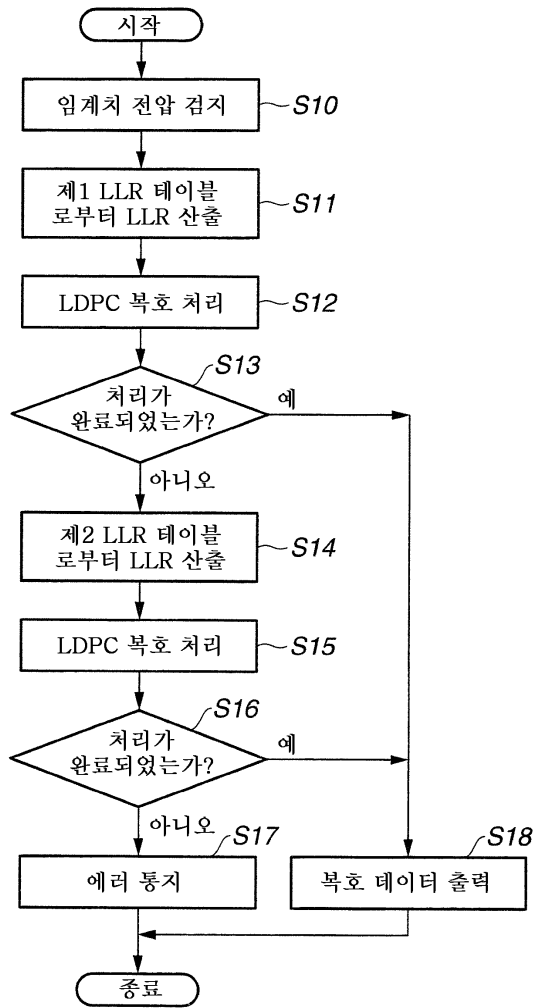 시작
임계치 전압 검지
S10
제1 LLR 테이블
로부터 LLR 산출
S11
LDPC 복호 처리
S12
S13
처리가
완료되었는가?
예
아니오
제2 LLR 테이블
로부터 LLR 산출
S14
LDPC 복호 처리
S15
S16
처리가
완료되었는가?
예
아니오
S17
에러 통지
S18
복호 데이터 출력
종료